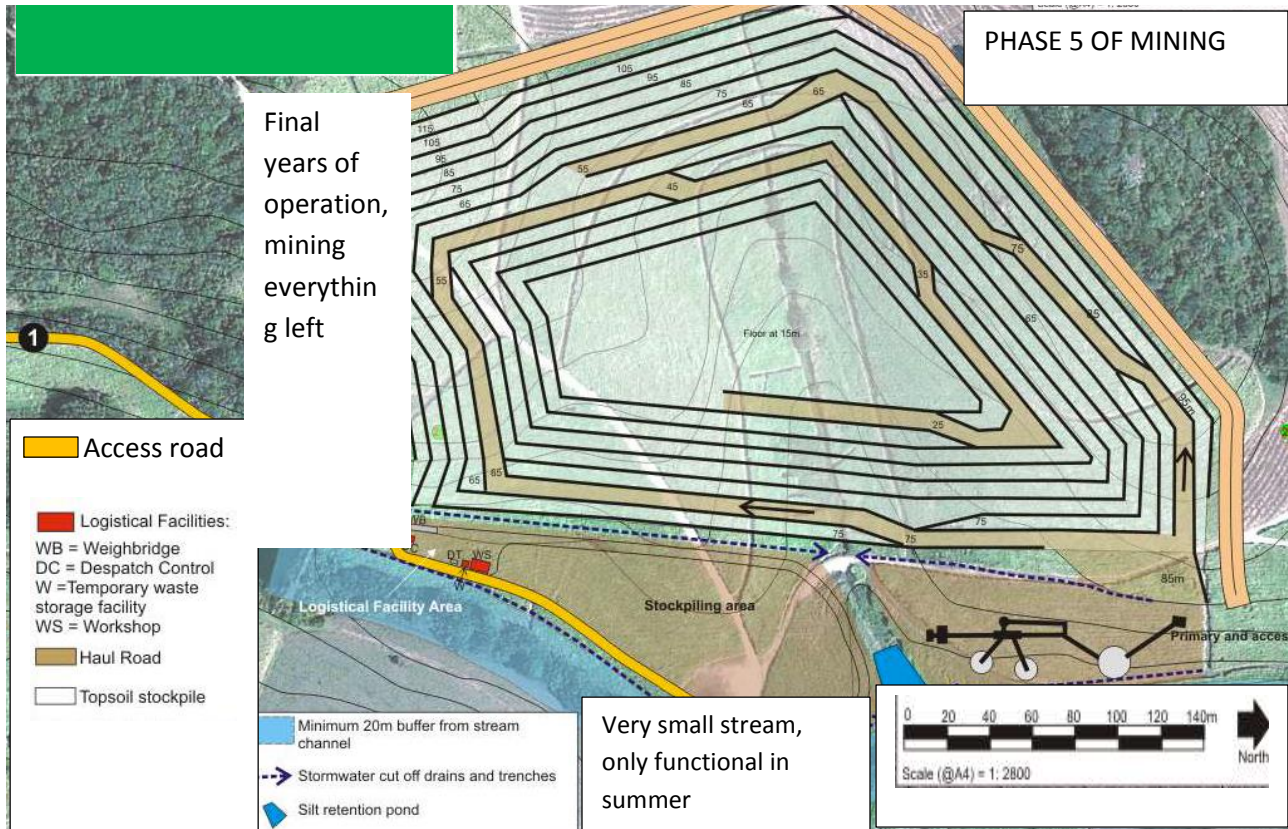 PHASE 5 OF MINING
Final
years of
operation,
mining
everythin
g left
105
95
85
75
65
65
115
105
95
85
75
65
55
45
55
35
75
65
85
Floor at 15m
95m
25
65
65
75
75
75
85m
1
Access road
Logistical Facilities:
WB = Weighbridge
DC = Despatch Control
W =Temporary waste
storage facility
WS = Workshop
Haul Road
Topsoil stockpile
WB
DT
WS
W
Logistical Facility Area
Stockpiling area
Primary and acces
Minimum 20m buffer from stream
channel
Stormwater cut off drains and trenches
Silt retention pond
Very small stream,
only functional in
summer
0 20 40 60 80 100 120 140m
North
Scale (@A4) = 1: 2800